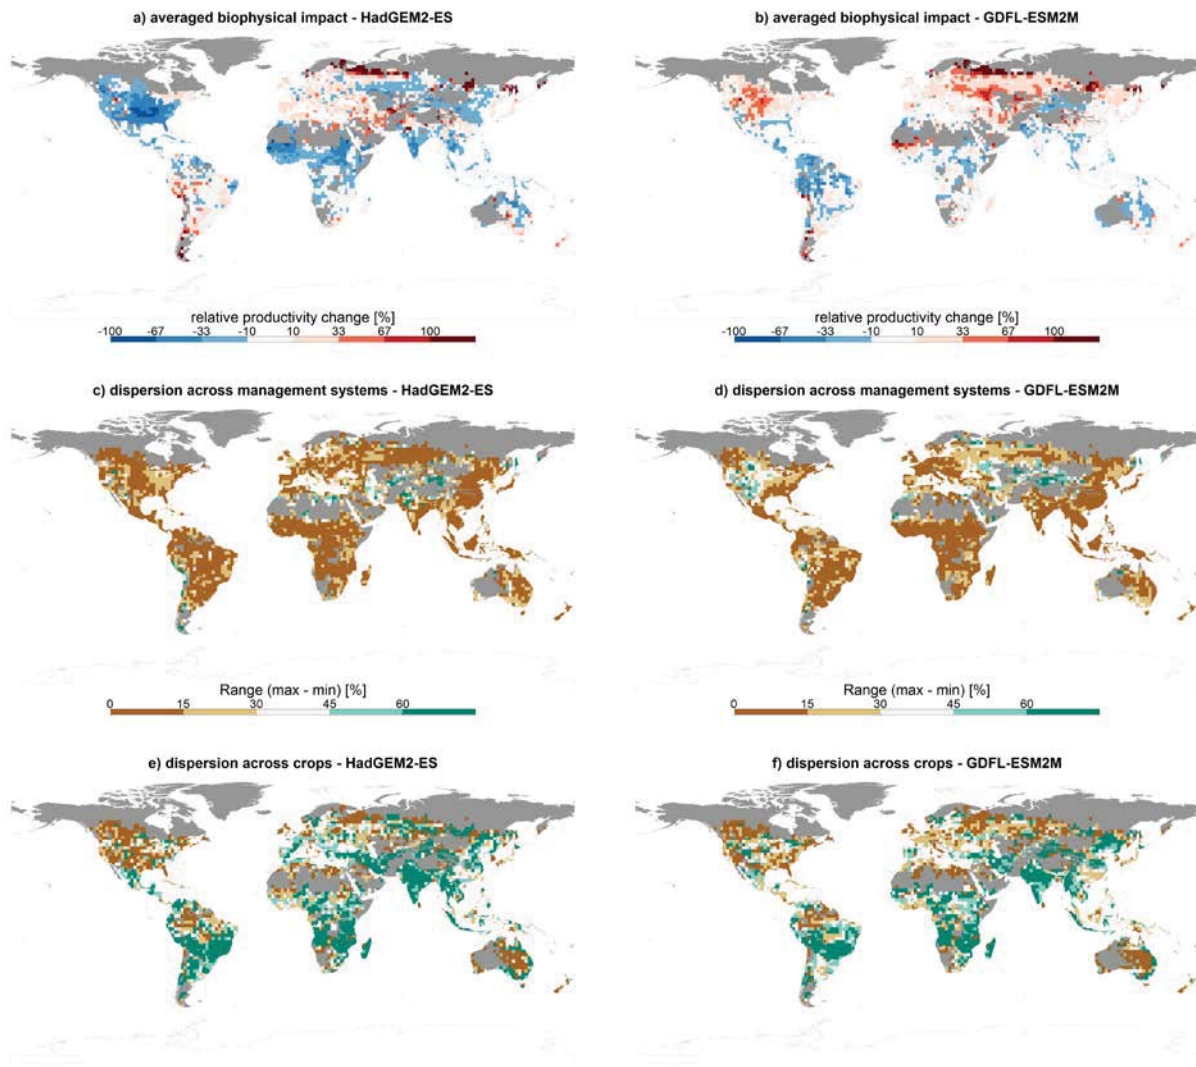 a) averaged biophysical impact - HadGEM2-ES
b) averaged biophysical impact - GDFL-ESM2M
relative productivity change [%]
-100 -67 -33 -10 10 33 67 100
relative productivity change [%]
-100 -67 -33 -10 10 33 67 100
c) dispersion across management systems - HadGEM2-ES
d) dispersion across management systems - GDFL-ESM2M
Range (max - min) [%]
0 15 30 45 60
Range (max - min) [%]
0 15 30 45 60
e) dispersion across crops - HadGEM2-ES
f) dispersion across crops - GDFL-ESM2M